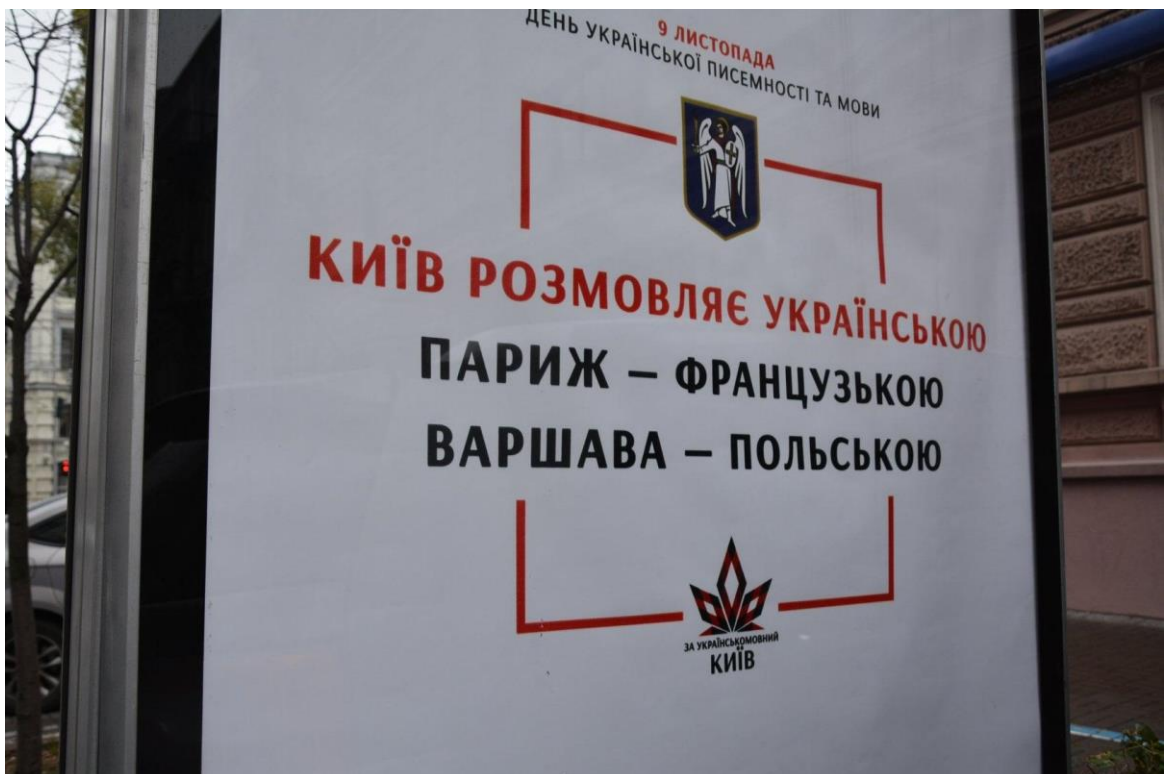 9 ЛИСТОПАДА
ДЕНЬ УКРАЇНСЬКОЇ ПИСЕМНОСТІ ТА МОВИ
КИЇВ РОЗМОВЛЯЄ УКРАЇНСЬКОЮ
ПАРИЖ – ФРАНЦУЗЬКОЮ
ВАРШАВА – ПОЛЬСЬКОЮ
ЗА УКРАЇНСЬКОМОВНИЙ
КИЇВ